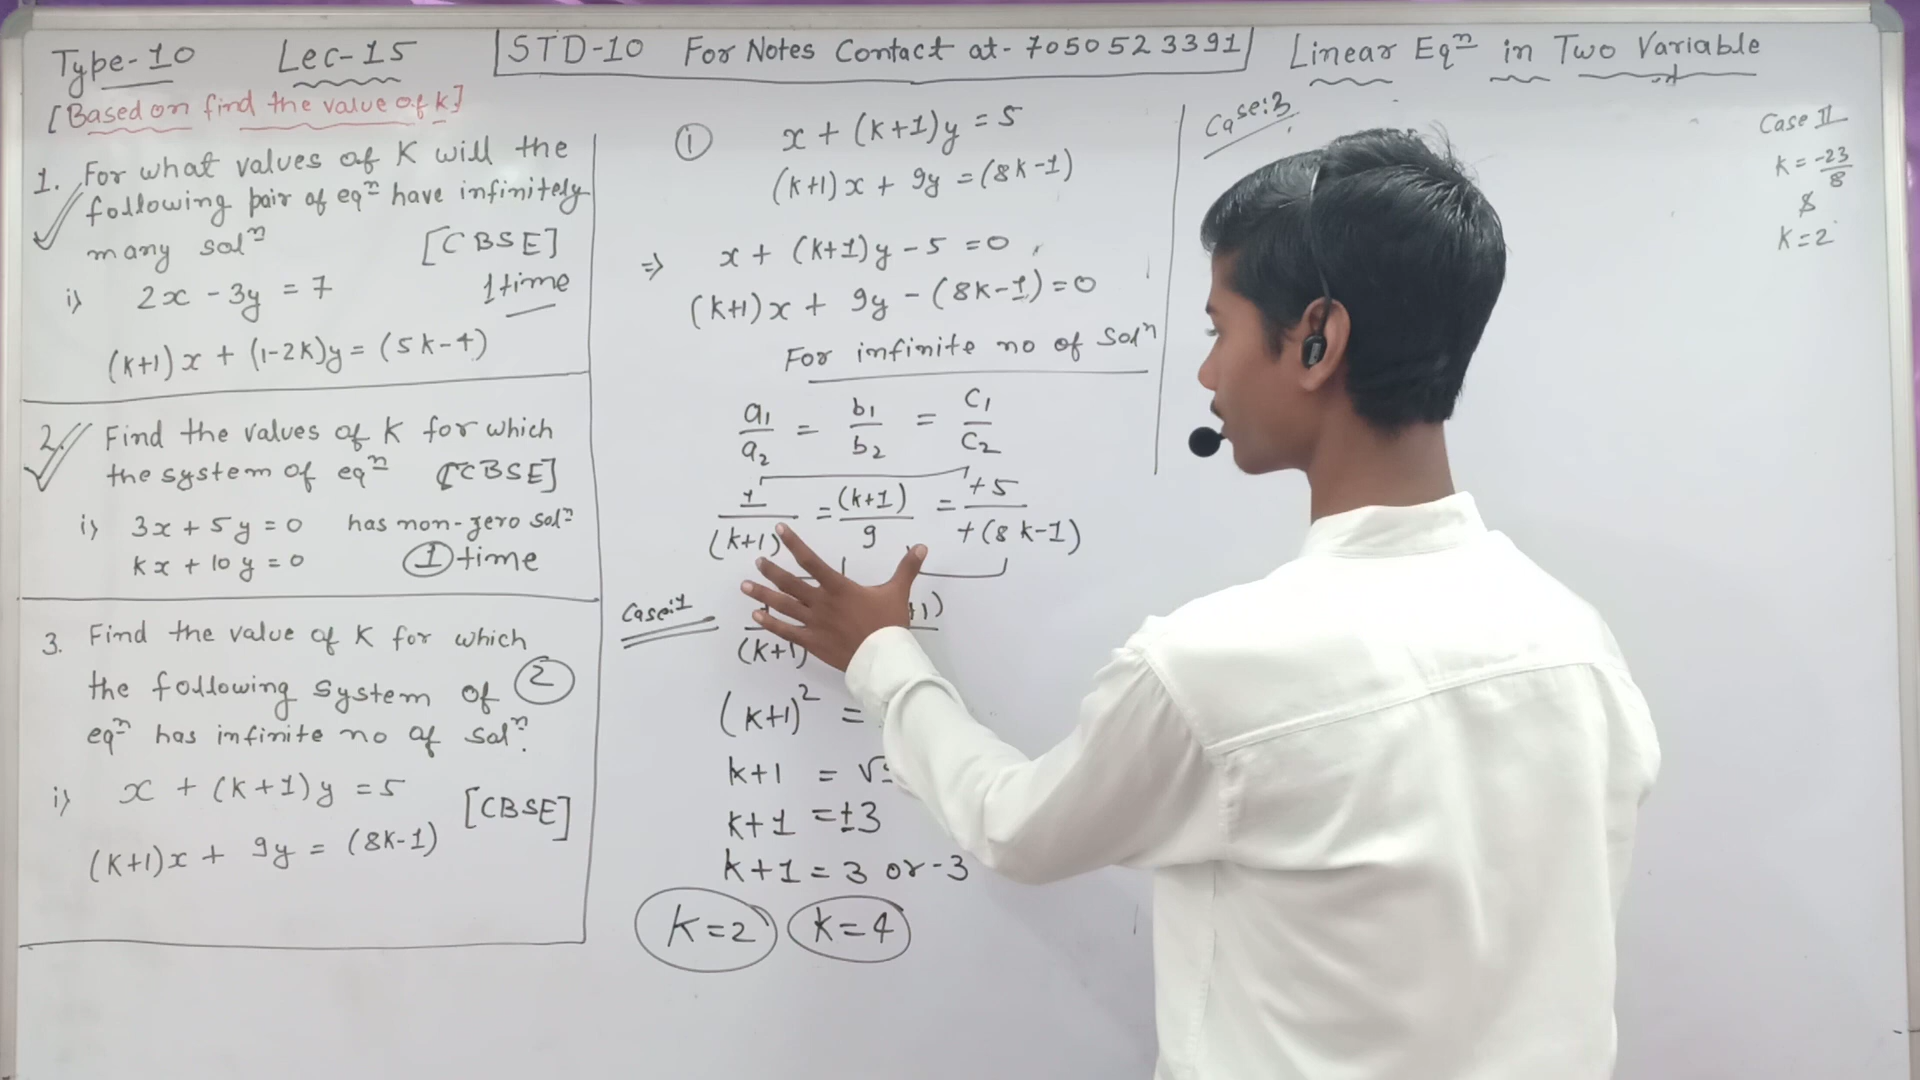 Type-10 Lec-15 STD-10 For Notes Contact at- 7050523391 Linear Eqⁿ in Two Variable
[Based on find the value of k]
1. For what values of K will the
following pair of eqⁿ have infinitely
many solⁿ [CBSE]
i) 2x - 3y = 7 1 time
(k+1)x + (1-2k)y = (5k-4)
2. Find the values of K for which
the system of eqⁿ [CBSE]
i) 3x + 5y = 0 has non-zero solⁿ
kx + 10y = 0 1 time
3. Find the value of K for which
the following system of 2
eqⁿ has infinite no of solⁿ.
i) x + (k+1)y = 5 [CBSE]
(k+1)x + 9y = (8k-1)
① x + (k+1)y = 5
(k+1)x + 9y = (8k-1)
⇒ x + (k+1)y - 5 = 0
(k+1)x + 9y - (8k-1) = 0
For infinite no of Solⁿ
a₁/a₂ = b₁/b₂ = c₁/c₂
1/(k+1) = (k+1)/9 = +5/+(8k-1)
Case:1
(k+1)
(k+1)² =
k+1 = √
k+1 = ±3
k+1 = 3 or -3
K=2 k=4
Case:3
Case II
k = -23/8
&
k=2